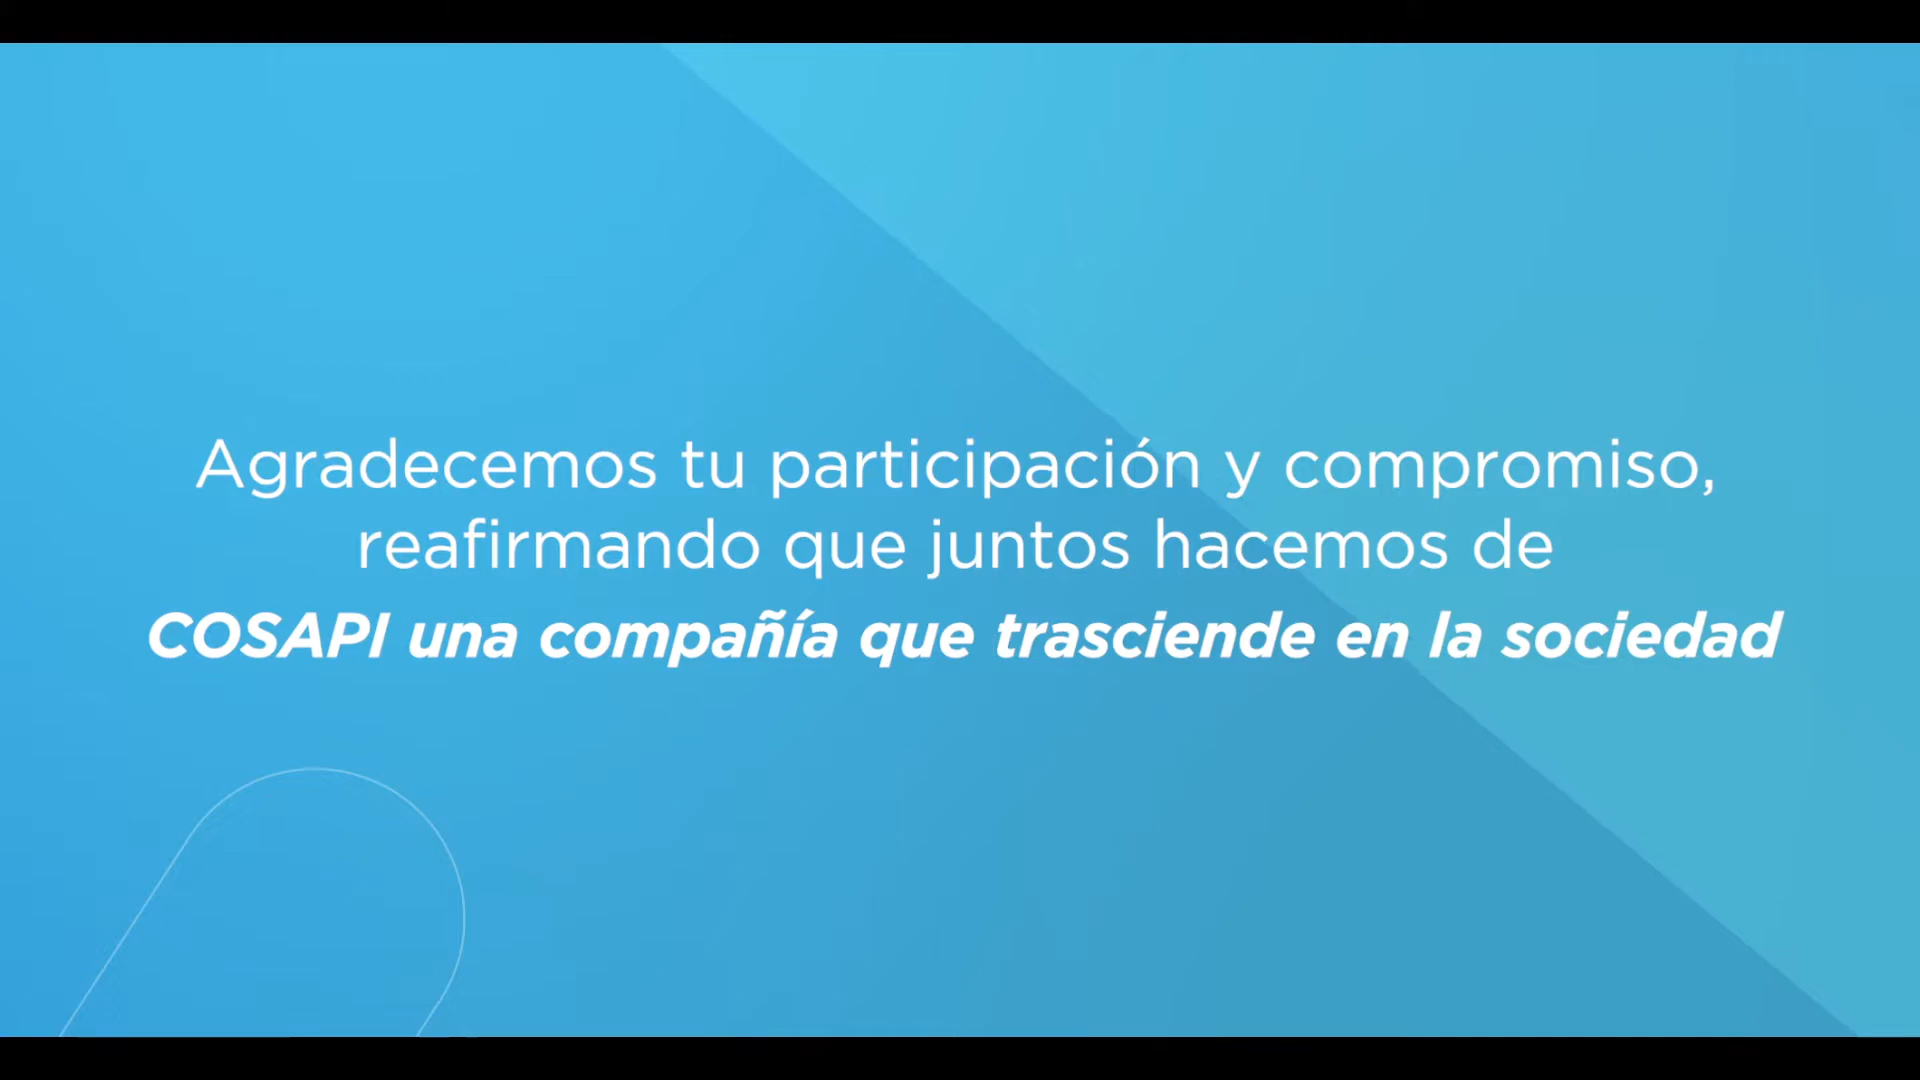 Agradecemos tu participación y compromiso,
reafirmando que juntos hacemos de
COSAPI una compañía que trasciende en la sociedad